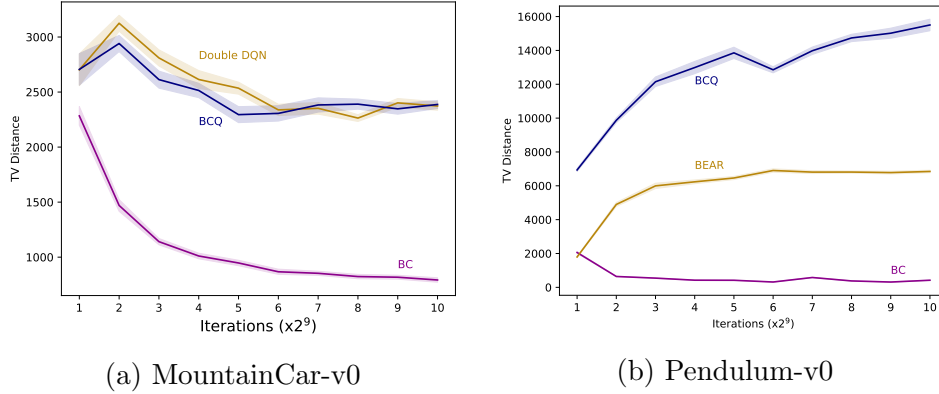 3000
2500
2000
1500
1000
TV Distance
Double DQN
BCQ
BC
1 2 3 4 5 6 7 8 9 10
Iterations (x2⁹)
(a) MountainCar-v0
16000
14000
12000
10000
8000
6000
4000
2000
0
TV Distance
BCQ
BEAR
BC
1 2 3 4 5 6 7 8 9 10
Iterations (x2⁹)
(b) Pendulum-v0